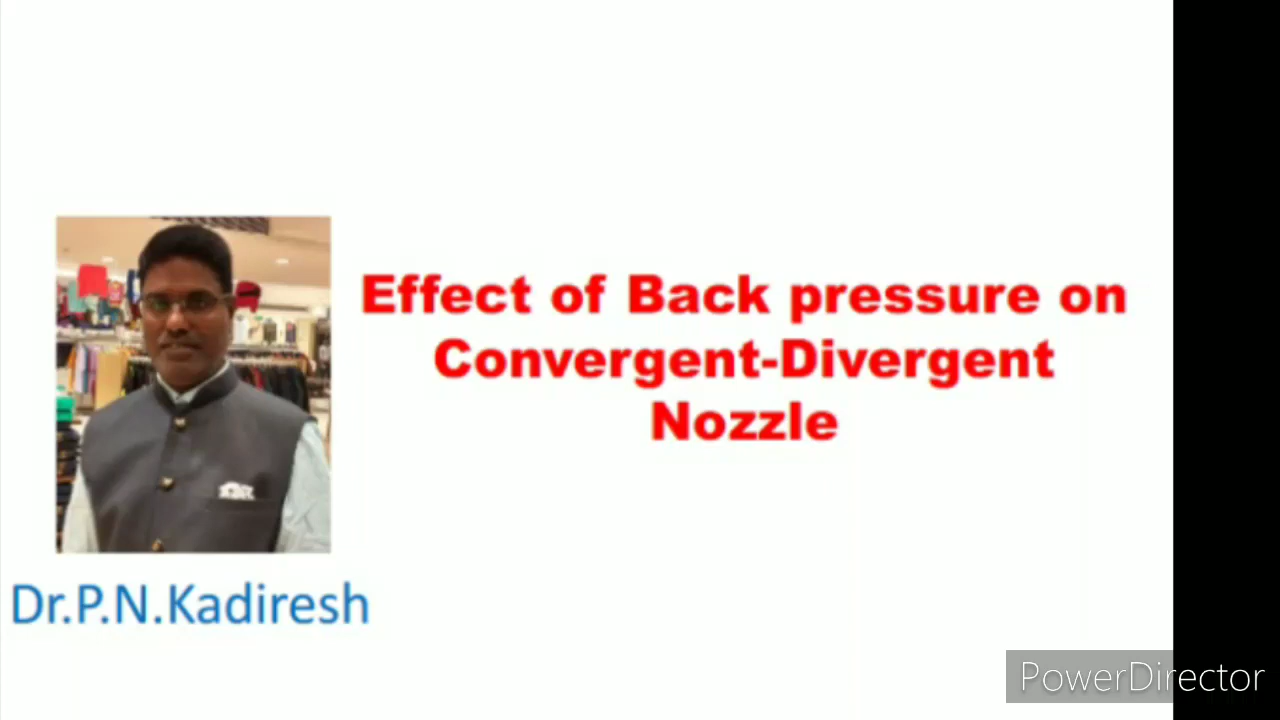 Effect of Back pressure on
Convergent-Divergent
Nozzle
Dr.P.N.Kadiresh
PowerDirector